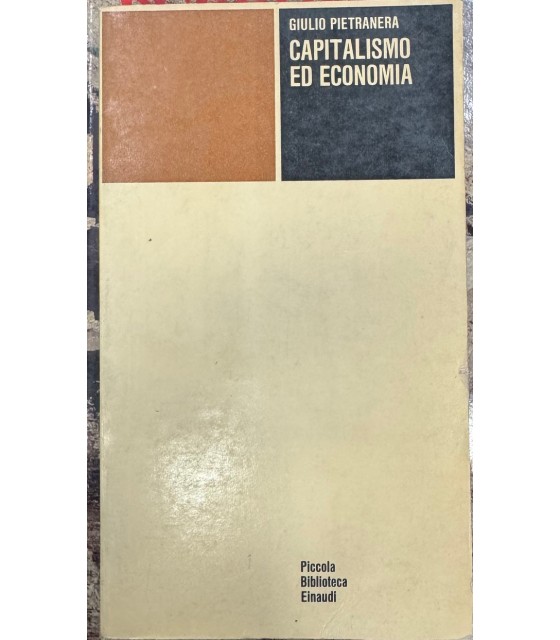 GIULIO PIETRANERA
CAPITALISMO
ED ECONOMIA
Piccola
Biblioteca
Einaudi